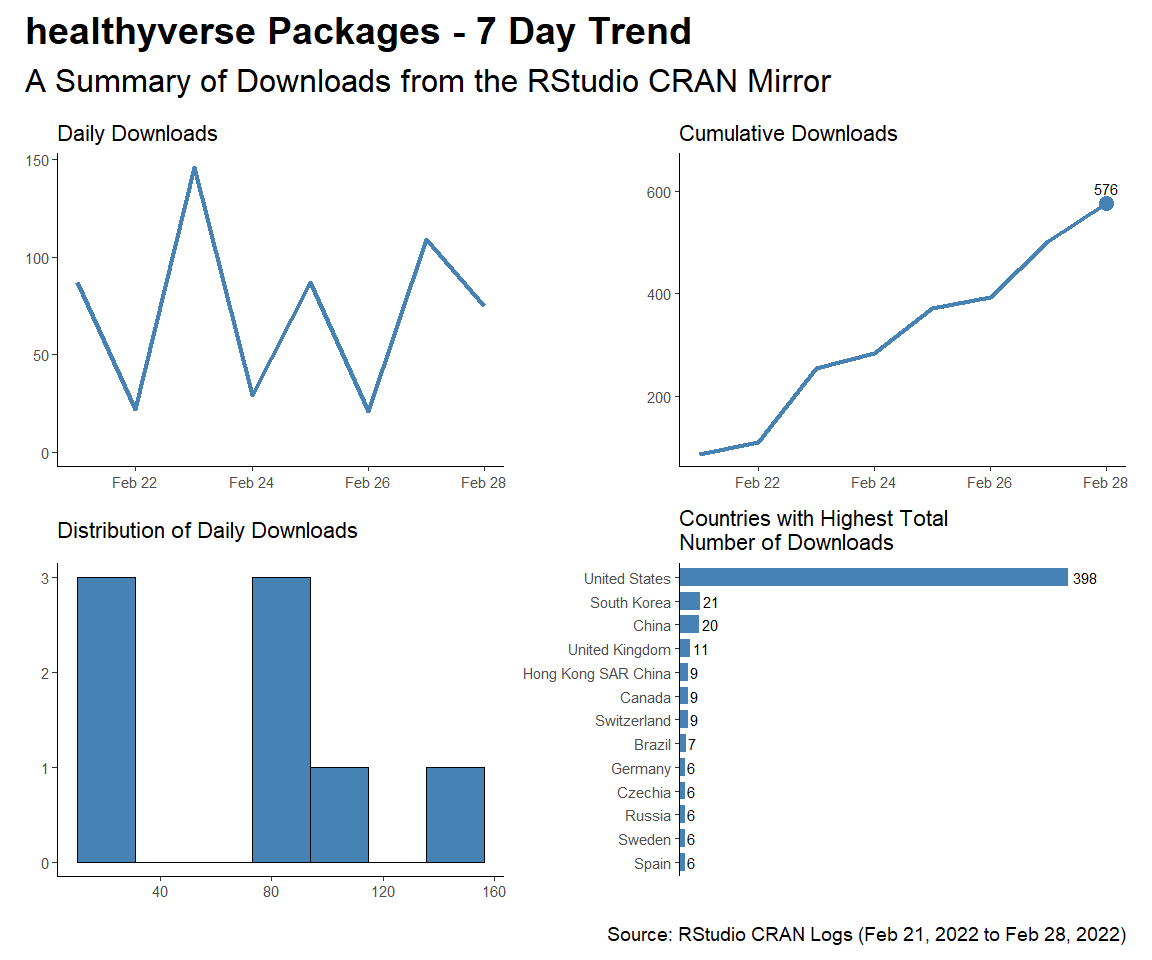 healthyverse Packages - 7 Day Trend
A Summary of Downloads from the RStudio CRAN Mirror
Daily Downloads
150
100
50
0
Feb 22
Feb 24
Feb 26
Feb 28
Cumulative Downloads
600
400
200
576
Feb 22
Feb 24
Feb 26
Feb 28
Distribution of Daily Downloads
3
2
1
0
40
80
120
160
Countries with Highest Total
Number of Downloads
United States 398
South Korea 21
China 20
United Kingdom 11
Hong Kong SAR China 9
Canada 9
Switzerland 9
Brazil 7
Germany 6
Czechia 6
Russia 6
Sweden 6
Spain 6
Source: RStudio CRAN Logs (Feb 21, 2022 to Feb 28, 2022)